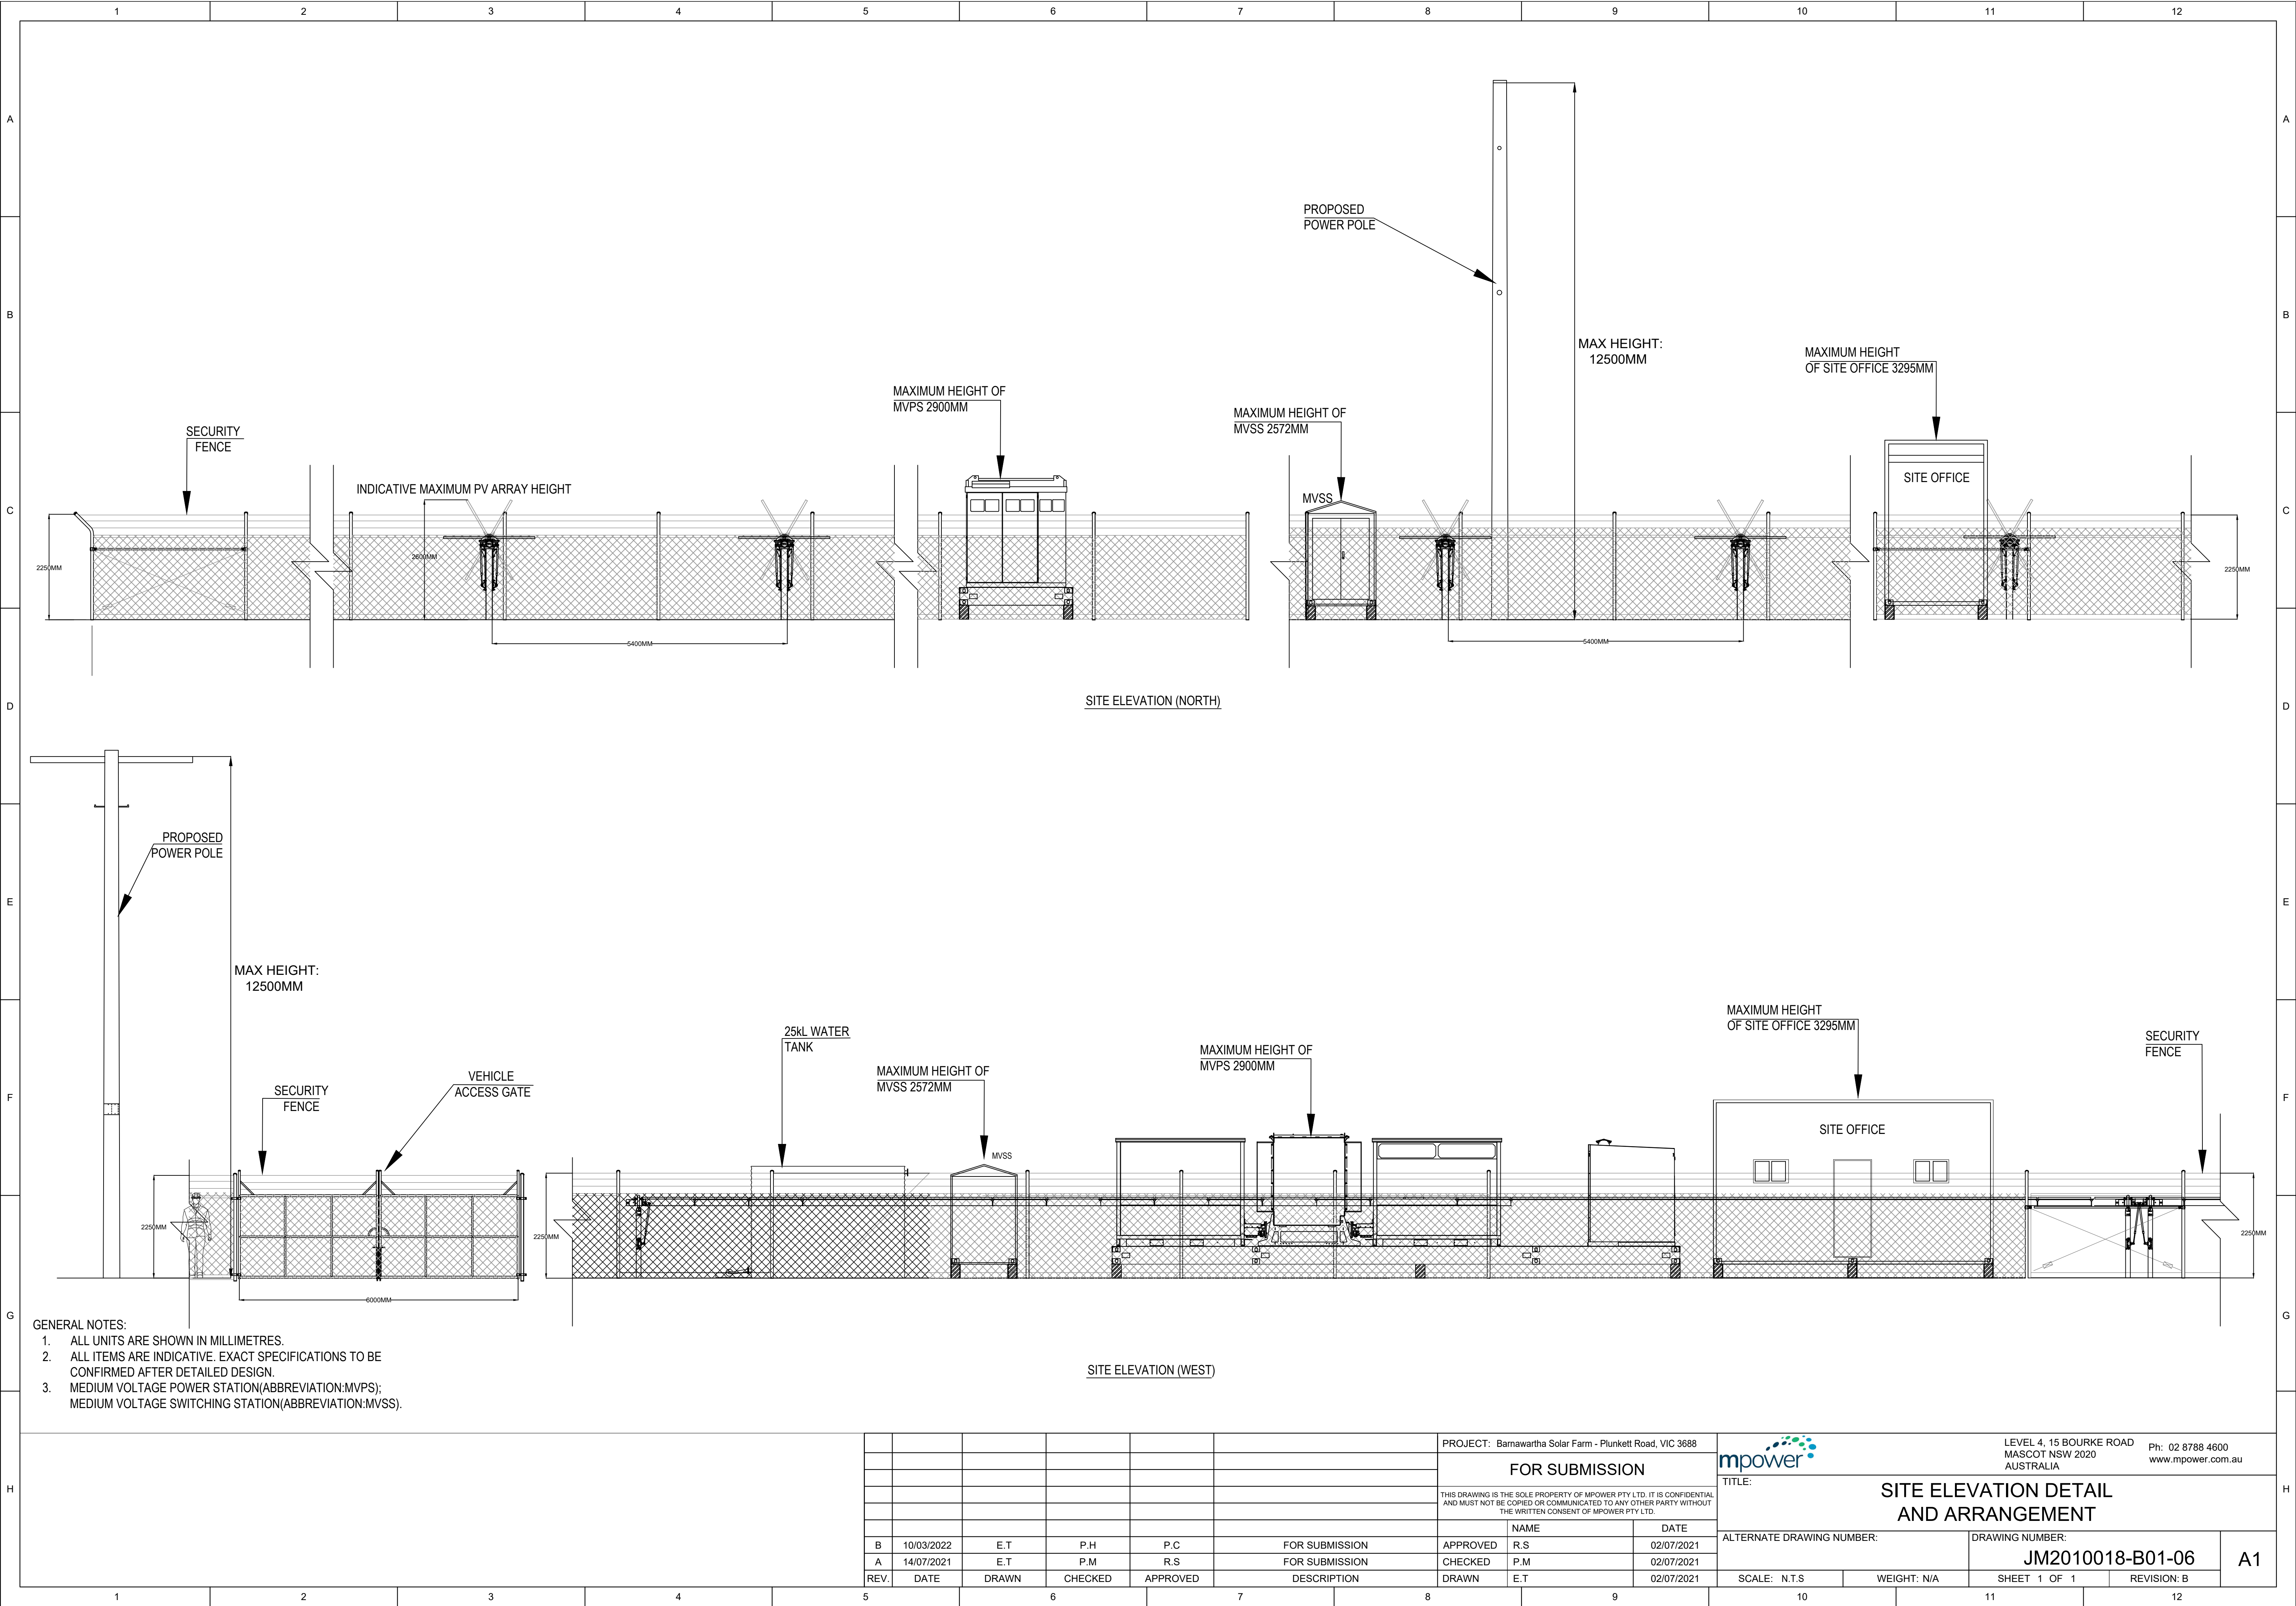 1 2 3 4 5 6 7 8 9 10 11 12
A
A
B
B
C
C
D
D
E
E
F
F
G
G
H
H
PROPOSED
POWER POLE
MAX HEIGHT:
12500MM
MAXIMUM HEIGHT
OF SITE OFFICE 3295MM
MAXIMUM HEIGHT OF
MVPS 2900MM
MAXIMUM HEIGHT OF
MVSS 2572MM
SECURITY
FENCE
INDICATIVE MAXIMUM PV ARRAY HEIGHT
SITE OFFICE
MVSS
2600MM
2250MM
2250MM
5400MM
5400MM
SITE ELEVATION (NORTH)
PROPOSED
POWER POLE
MAX HEIGHT:
12500MM
SECURITY
FENCE
VEHICLE
ACCESS GATE
25kL WATER
TANK
MAXIMUM HEIGHT OF
MVSS 2572MM
MVSS
MAXIMUM HEIGHT OF
MVPS 2900MM
MAXIMUM HEIGHT
OF SITE OFFICE 3295MM
SITE OFFICE
SECURITY
FENCE
2250MM
2250MM
2250MM
6000MM
SITE ELEVATION (WEST)
GENERAL NOTES:
1. ALL UNITS ARE SHOWN IN MILLIMETRES.
2. ALL ITEMS ARE INDICATIVE. EXACT SPECIFICATIONS TO BE
CONFIRMED AFTER DETAILED DESIGN.
3. MEDIUM VOLTAGE POWER STATION(ABBREVIATION:MVPS);
MEDIUM VOLTAGE SWITCHING STATION(ABBREVIATION:MVSS).
B 10/03/2022 E.T P.H P.C FOR SUBMISSION
A 14/07/2021 E.T P.M R.S FOR SUBMISSION
REV. DATE DRAWN CHECKED APPROVED DESCRIPTION
PROJECT: Barnawartha Solar Farm - Plunkett Road, VIC 3688
FOR SUBMISSION
THIS DRAWING IS THE SOLE PROPERTY OF MPOWER PTY LTD. IT IS CONFIDENTIAL
AND MUST NOT BE COPIED OR COMMUNICATED TO ANY OTHER PARTY WITHOUT
THE WRITTEN CONSENT OF MPOWER PTY LTD.
NAME DATE
APPROVED R.S 02/07/2021
CHECKED P.M 02/07/2021
DRAWN E.T 02/07/2021
mpower
LEVEL 4, 15 BOURKE ROAD
MASCOT NSW 2020
AUSTRALIA
Ph: 02 8788 4600
www.mpower.com.au
TITLE:
SITE ELEVATION DETAIL
AND ARRANGEMENT
ALTERNATE DRAWING NUMBER:
DRAWING NUMBER:
JM2010018-B01-06
A1
SCALE: N.T.S WEIGHT: N/A SHEET 1 OF 1 REVISION: B
1 2 3 4 5 6 7 8 9 10 11 12